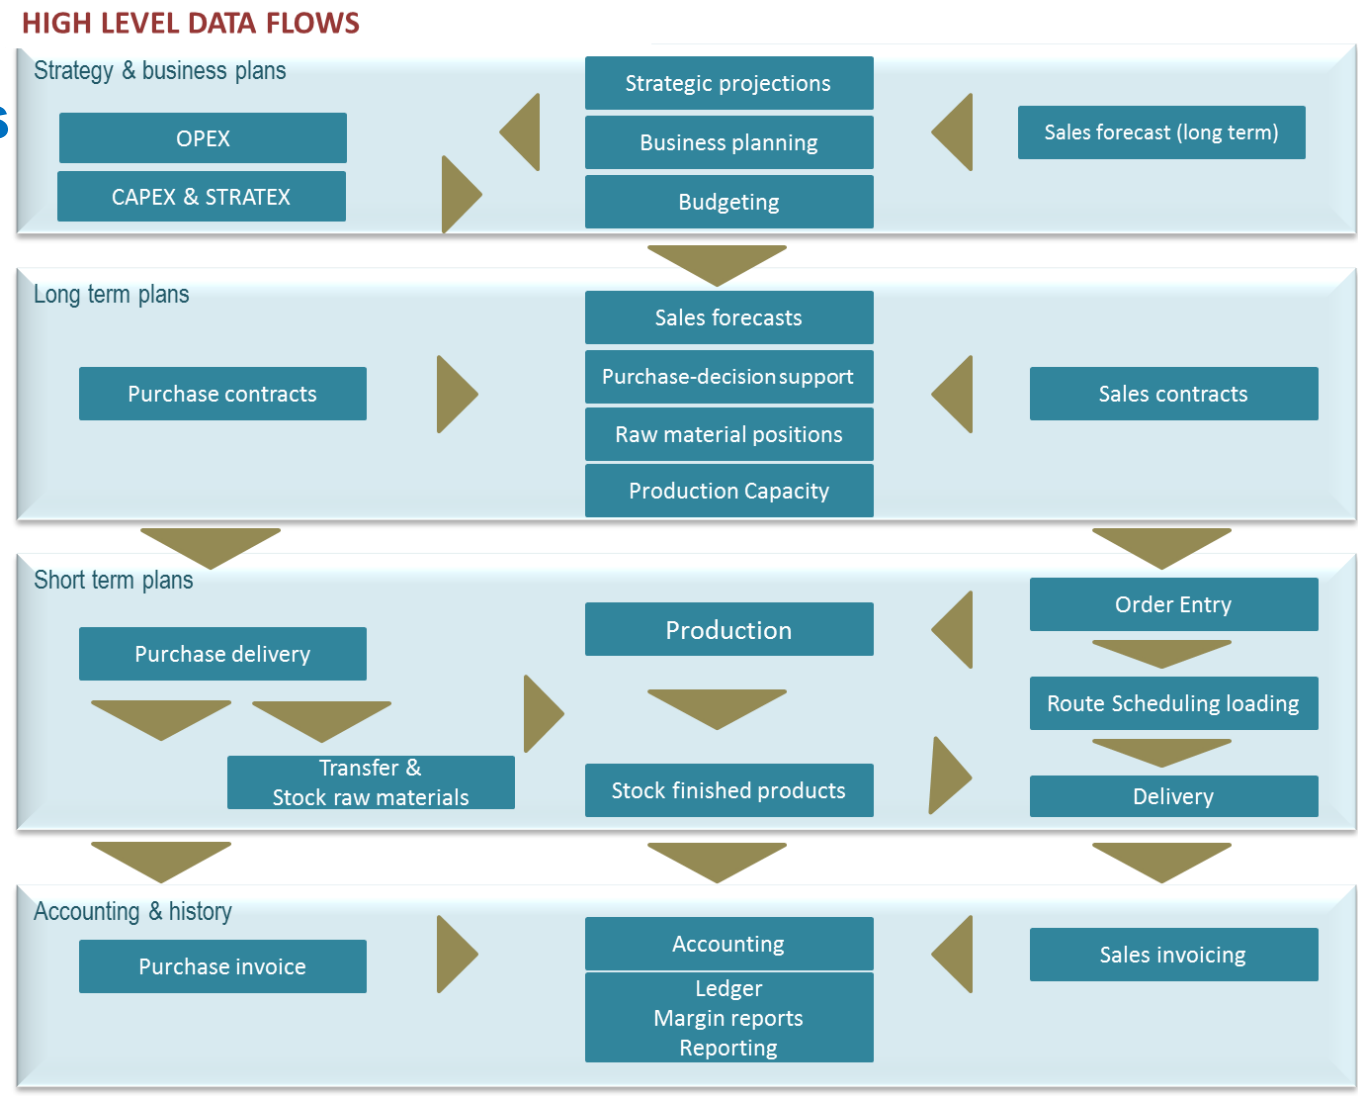 HIGH LEVEL DATA FLOWS
Strategy & business plans
s
OPEX
CAPEX & STRATEX
Strategic projections
Business planning
Budgeting
Sales forecast (long term)
Long term plans
Purchase contracts
Sales forecasts
Purchase-decision support
Raw material positions
Production Capacity
Sales contracts
Short term plans
Purchase delivery
Transfer &
Stock raw materials
Production
Stock finished products
Order Entry
Route Scheduling loading
Delivery
Accounting & history
Purchase invoice
Accounting
Ledger
Margin reports
Reporting
Sales invoicing